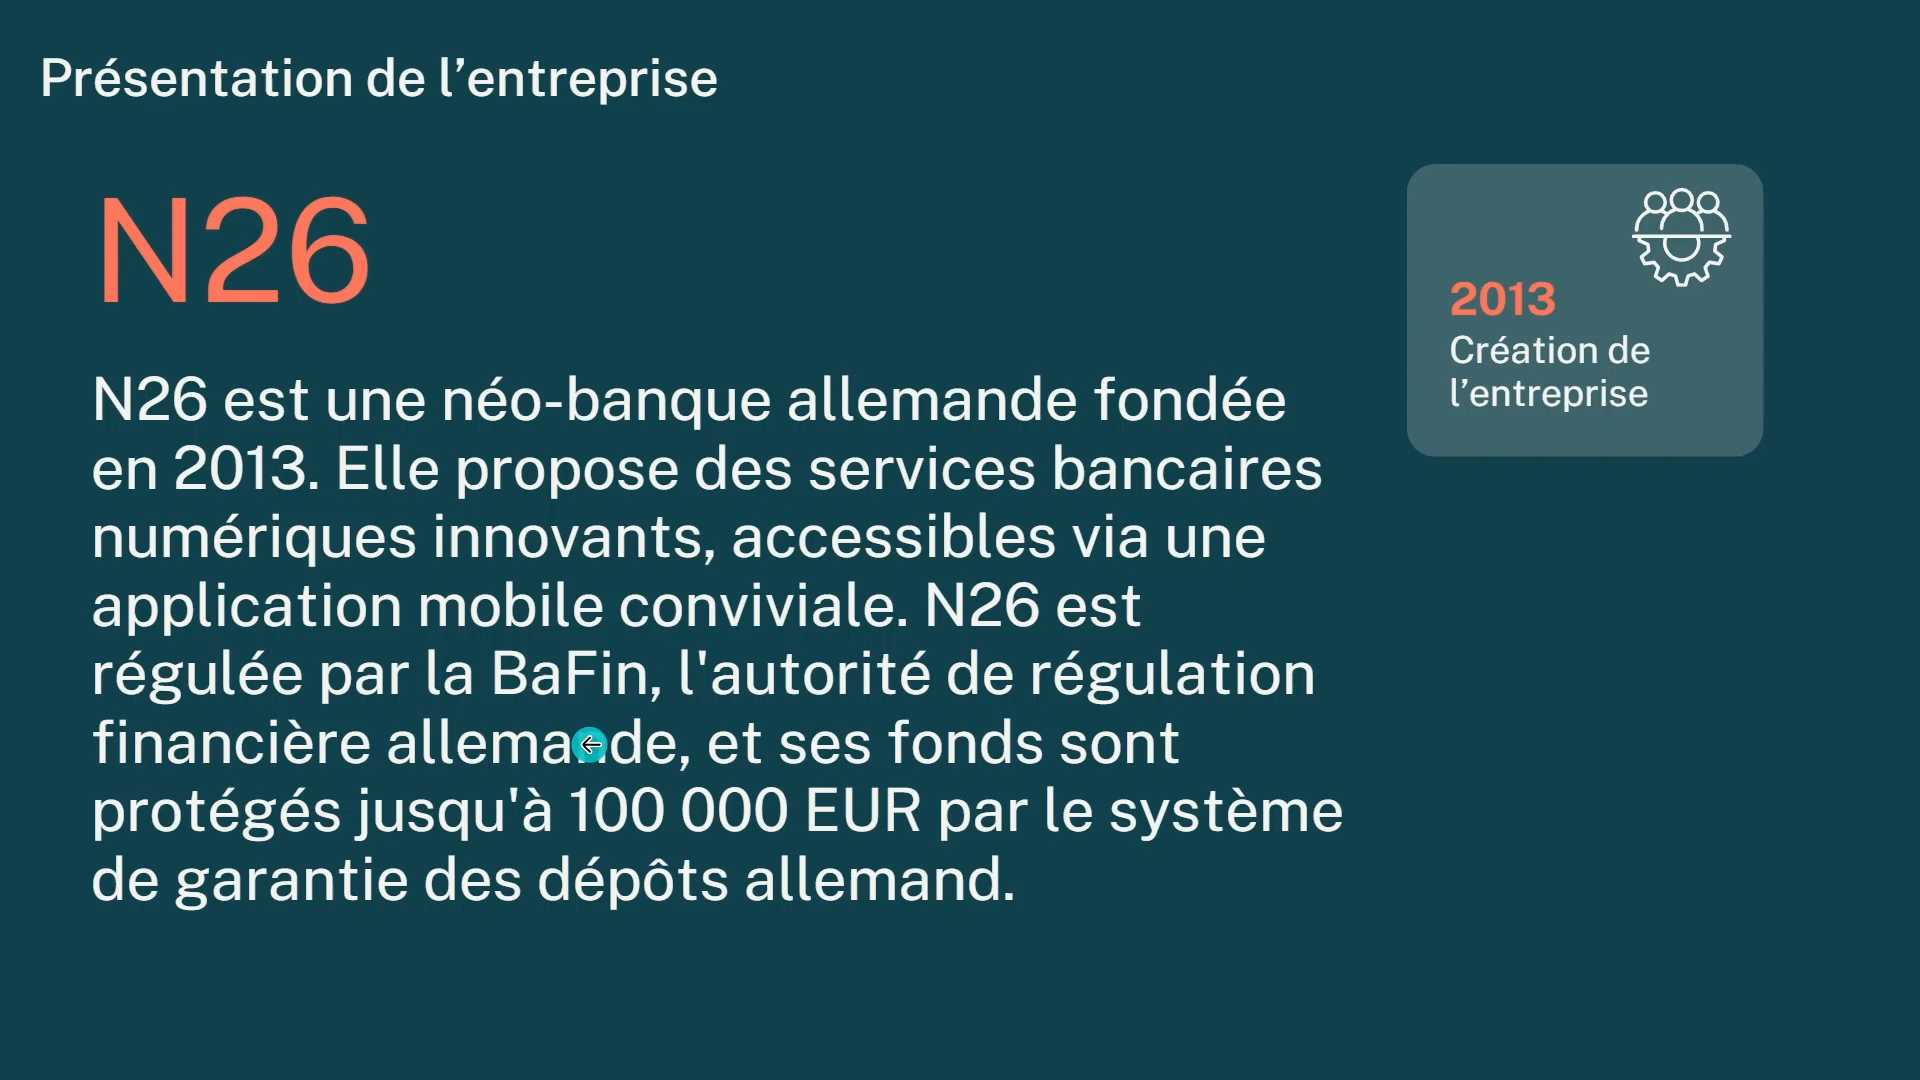 Présentation de l’entreprise
N26
N26 est une néo-banque allemande fondée
en 2013. Elle propose des services bancaires
numériques innovants, accessibles via une
application mobile conviviale. N26 est
régulée par la BaFin, l'autorité de régulation
financière allemande, et ses fonds sont
protégés jusqu'à 100 000 EUR par le système
de garantie des dépôts allemand.
2013
Création de
l’entreprise